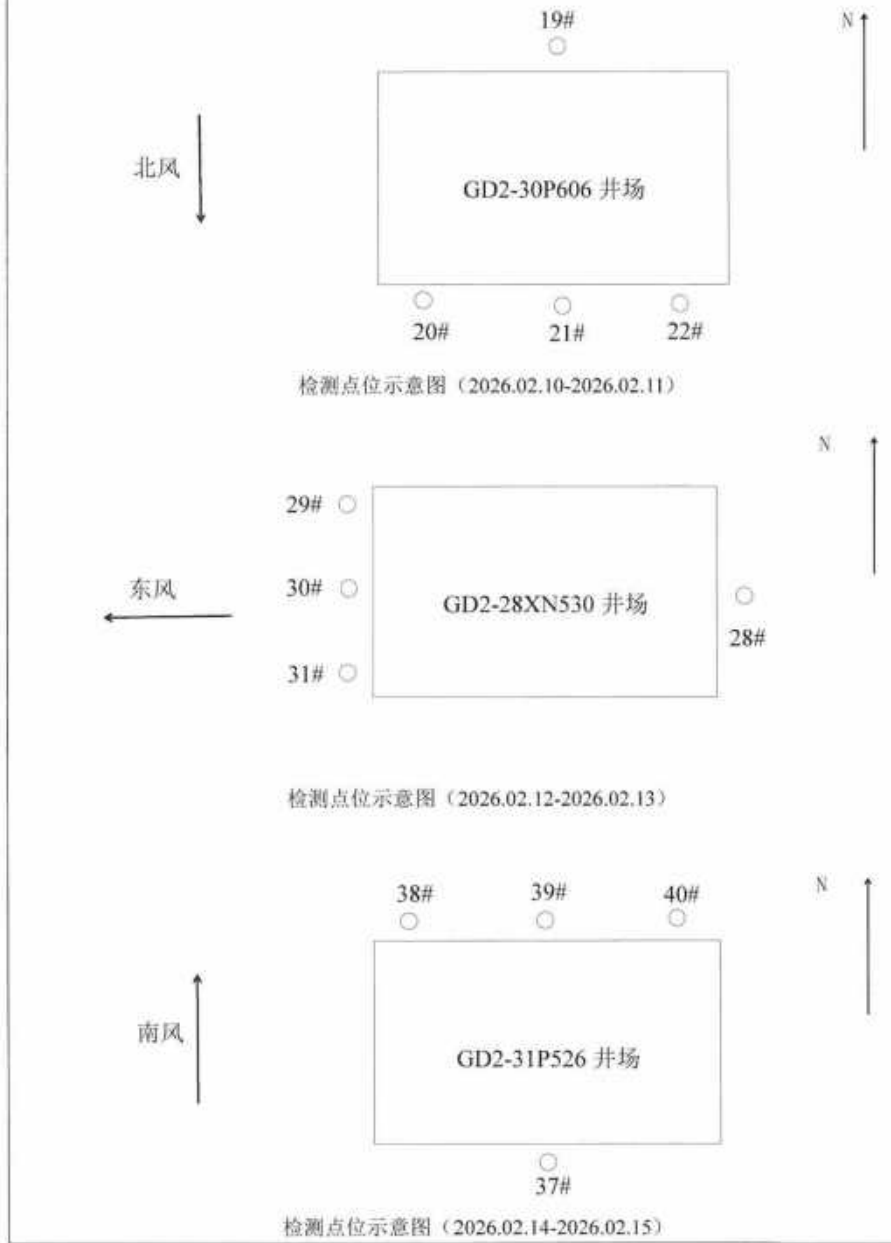 19#
N
北风
GD2-30P606 井场
20#
21#
22#
检测点位示意图（2026.02.10-2026.02.11）
N
29#
东风
30#
GD2-28XN530 井场
28#
31#
检测点位示意图（2026.02.12-2026.02.13）
38#
39#
40#
N
南风
GD2-31P526 井场
37#
检测点位示意图（2026.02.14-2026.02.15）